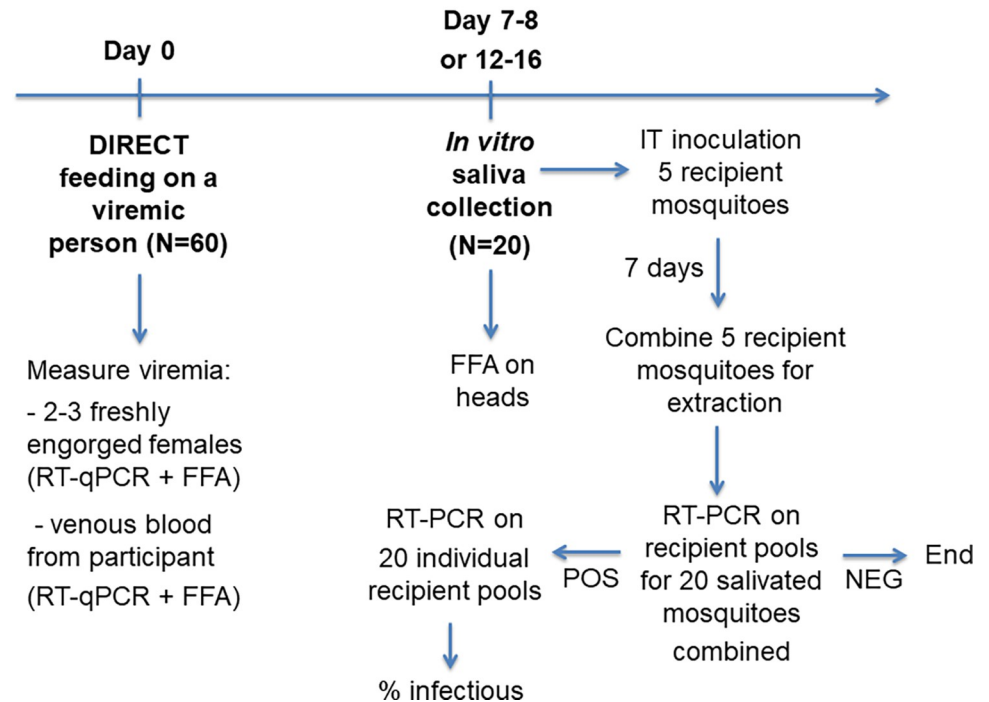 Day 0
Day 7-8
or 12-16
DIRECT
feeding on a
viremic
person (N=60)
Measure viremia:
- 2-3 freshly
engorged females
(RT-qPCR + FFA)
- venous blood
from participant
(RT-qPCR + FFA)
In vitro
saliva
collection
(N=20)
FFA on
heads
IT inoculation
5 recipient
mosquitoes
7 days
Combine 5 recipient
mosquitoes for
extraction
RT-PCR on
recipient pools
for 20 salivated
mosquitoes
combined
NEG
End
POS
RT-PCR on
20 individual
recipient pools
% infectious